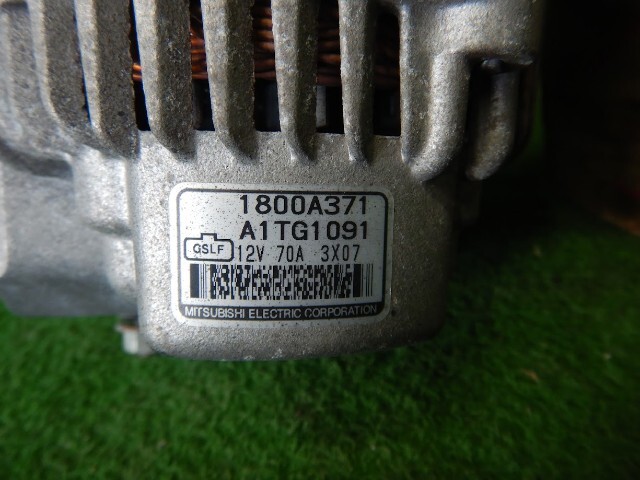 1800A371
A1TG1091
GSLF 12V 70A 3X07
MITSUBISHI ELECTRIC CORPORATION